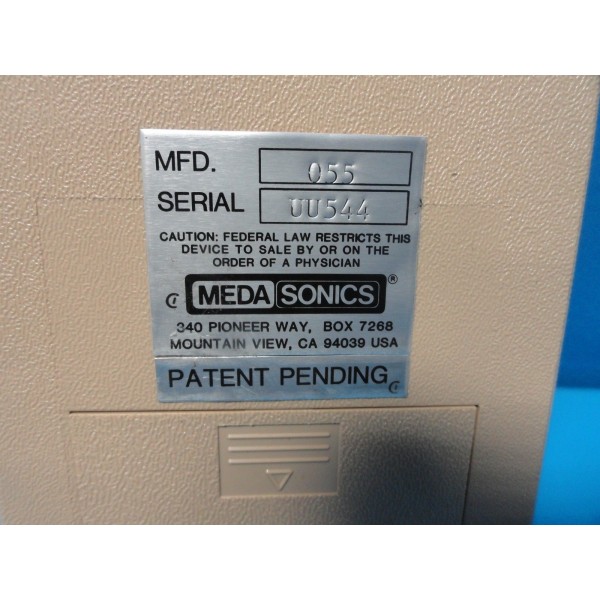 MFD. 055
SERIAL UU544
CAUTION: FEDERAL LAW RESTRICTS THIS
DEVICE TO SALE BY OR ON THE
ORDER OF A PHYSICIAN
MEDA SONICS ®
340 PIONEER WAY, BOX 7268
MOUNTAIN VIEW, CA 94039 USA
PATENT PENDING